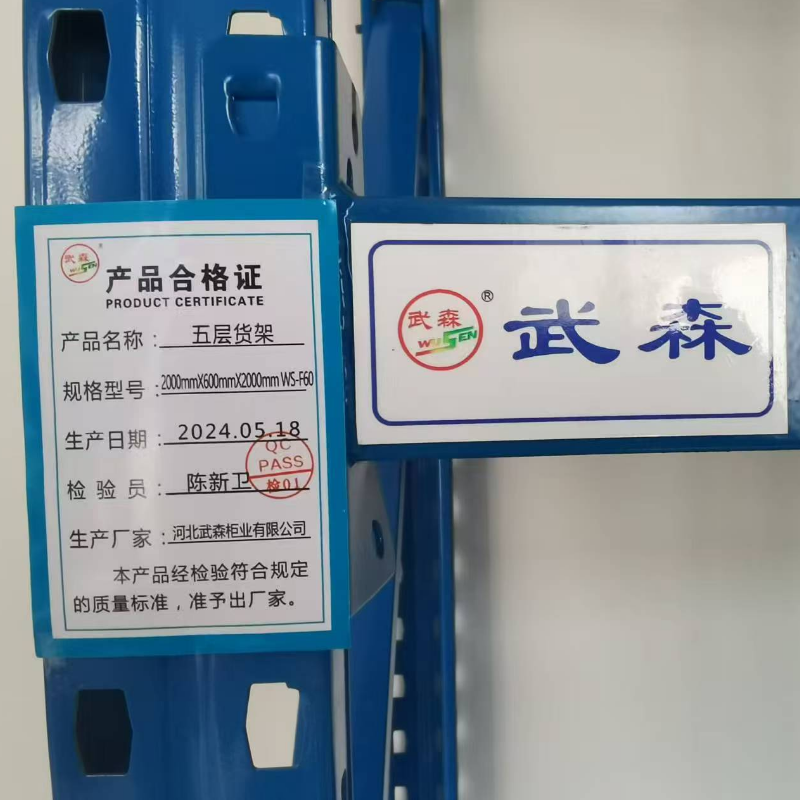 武森
WUSEN
®
产品合格证
PRODUCT CERTIFICATE
产品名称：五层货架
规格型号：2000mmX600mmX2000mm WS-F60
生产日期：2024.05.18
QC
PASS
检01
检验员：陈新卫
生产厂家：河北武森柜业有限公司
本产品经检验符合规定
的质量标准，准予出厂家。
武森
WUSEN
®
武森